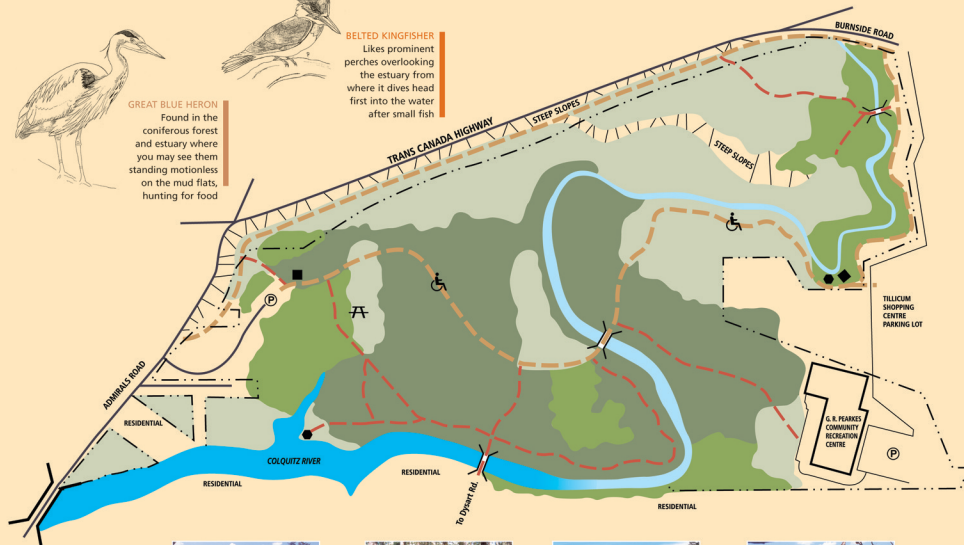 BELTED KINGFISHER
Likes prominent
perches overlooking
the estuary from
where it dives head
first into the water
after small fish
GREAT BLUE HERON
Found in the
coniferous forest
and estuary where
you may see them
standing motionless
on the mud flats,
hunting for food
BURNSIDE ROAD
TRANS CANADA HIGHWAY
STEEP SLOPES
STEEP SLOPES
P
TILLICUM
SHOPPING
CENTRE
PARKING LOT
ADMIRALS ROAD
RESIDENTIAL
G. R. PEARKES
COMMUNITY
RECREATION
CENTRE
P
COLQUITZ RIVER
RESIDENTIAL
RESIDENTIAL
To Dysart Rd.
RESIDENTIAL